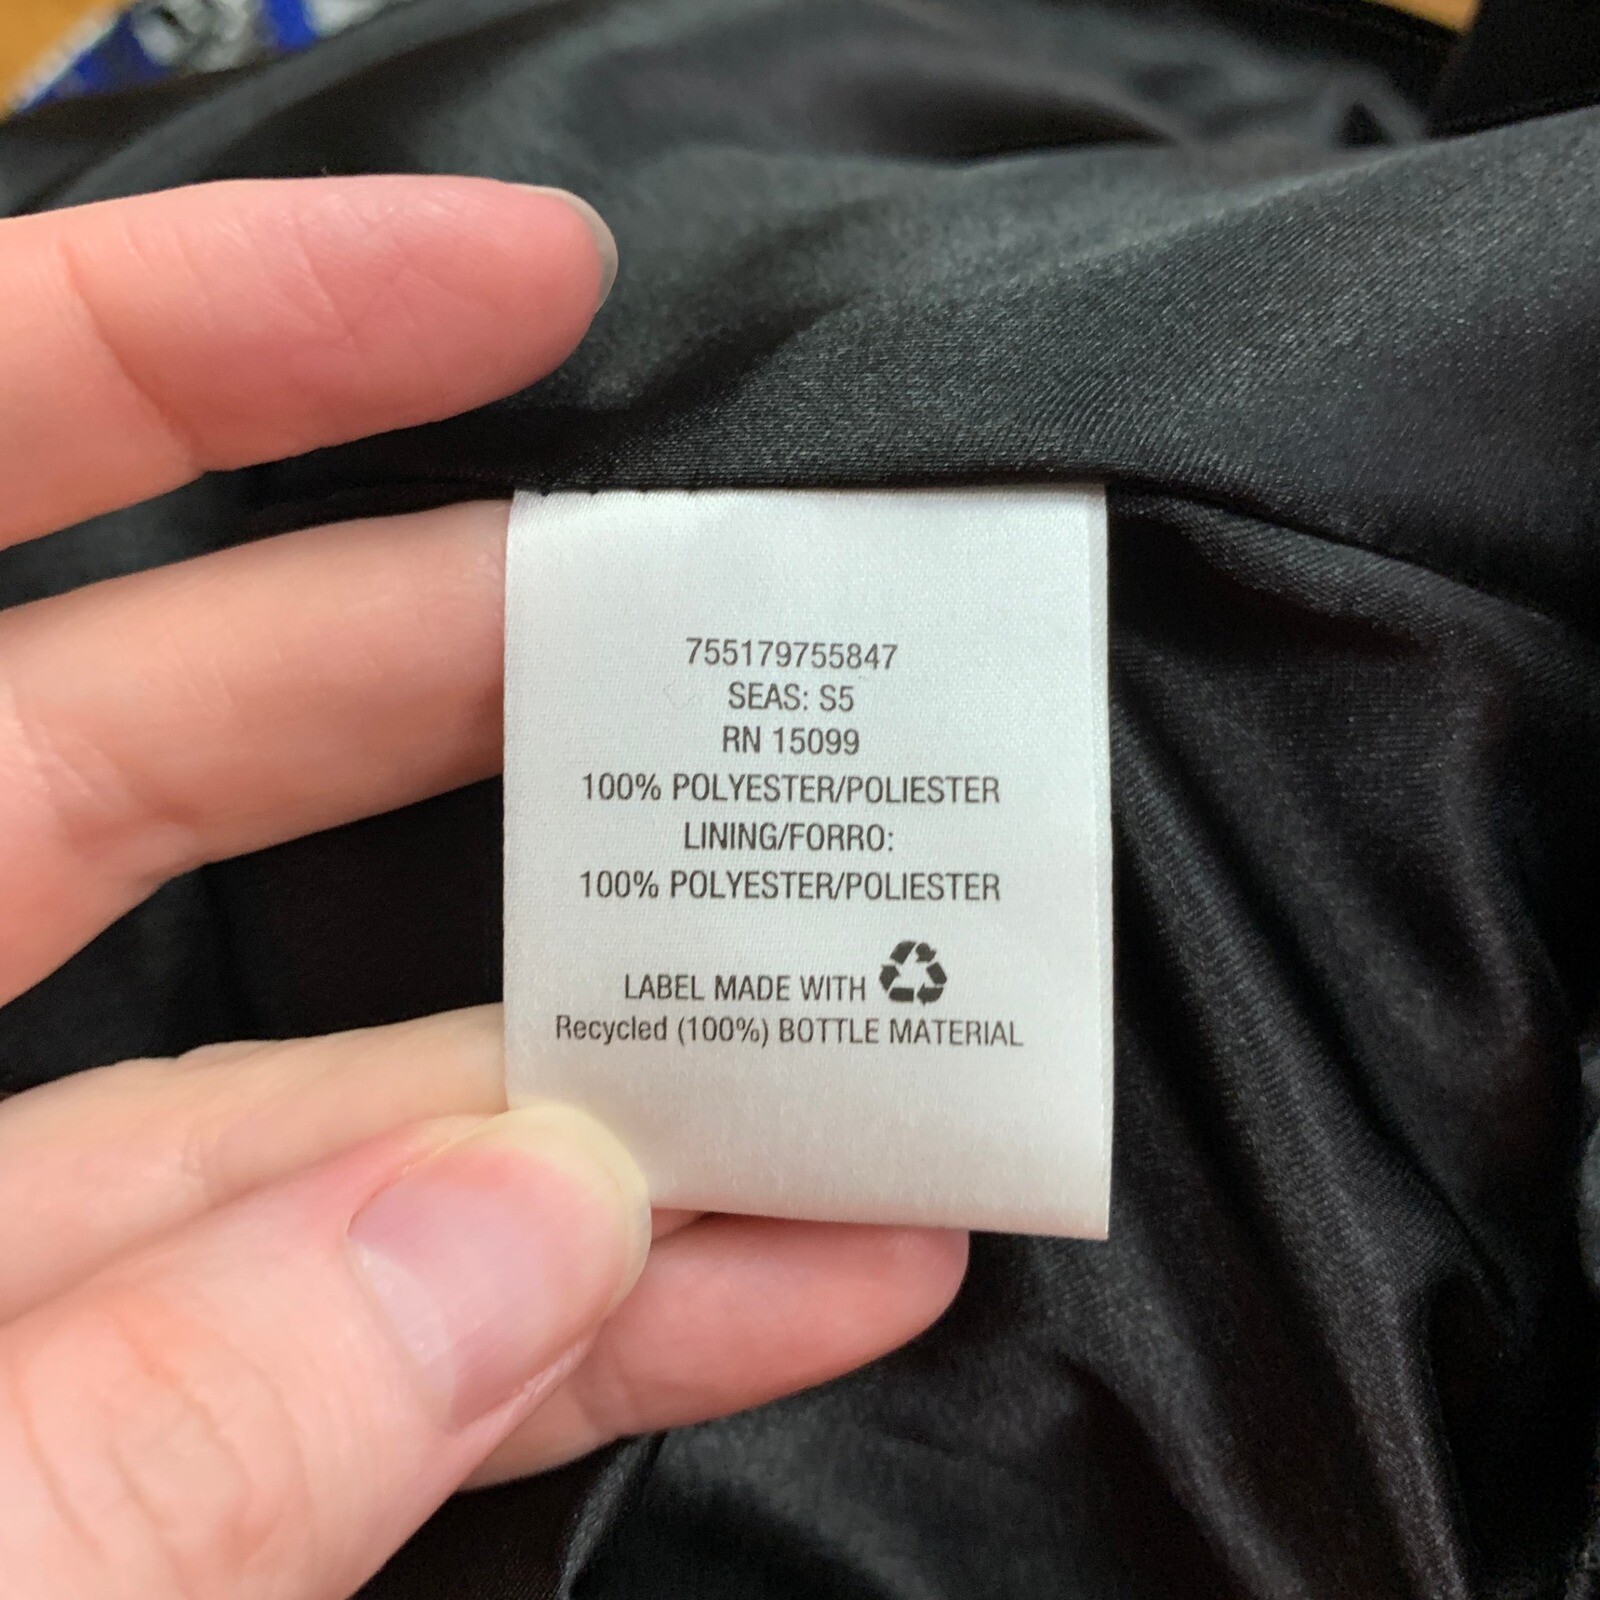 755179755847
SEAS: S5
RN 15099
100% POLYESTER/POLIESTER
LINING/FORRO:
100% POLYESTER/POLIESTER
LABEL MADE WITH
Recycled (100%) BOTTLE MATERIAL